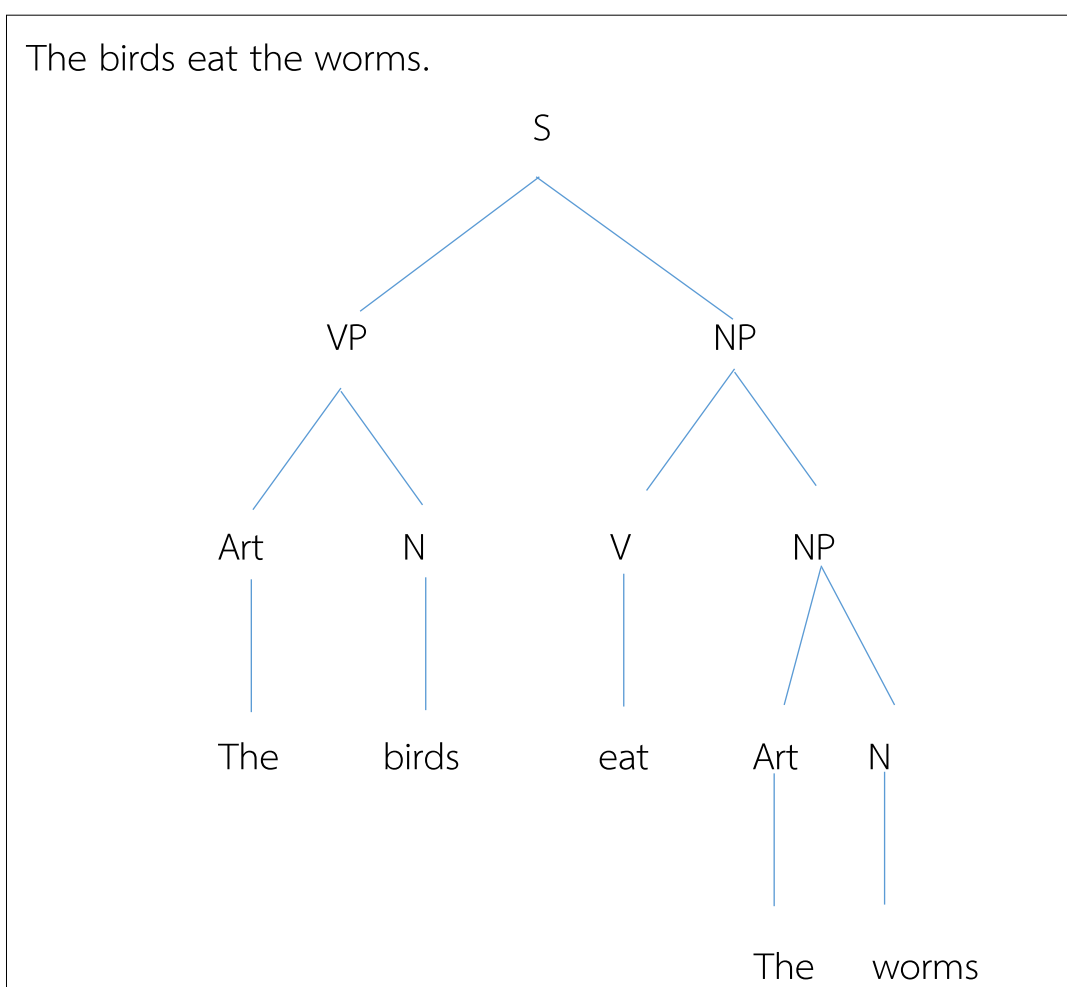 The birds eat the worms.
S
VP NP
Art N V NP
The birds eat Art N
The worms